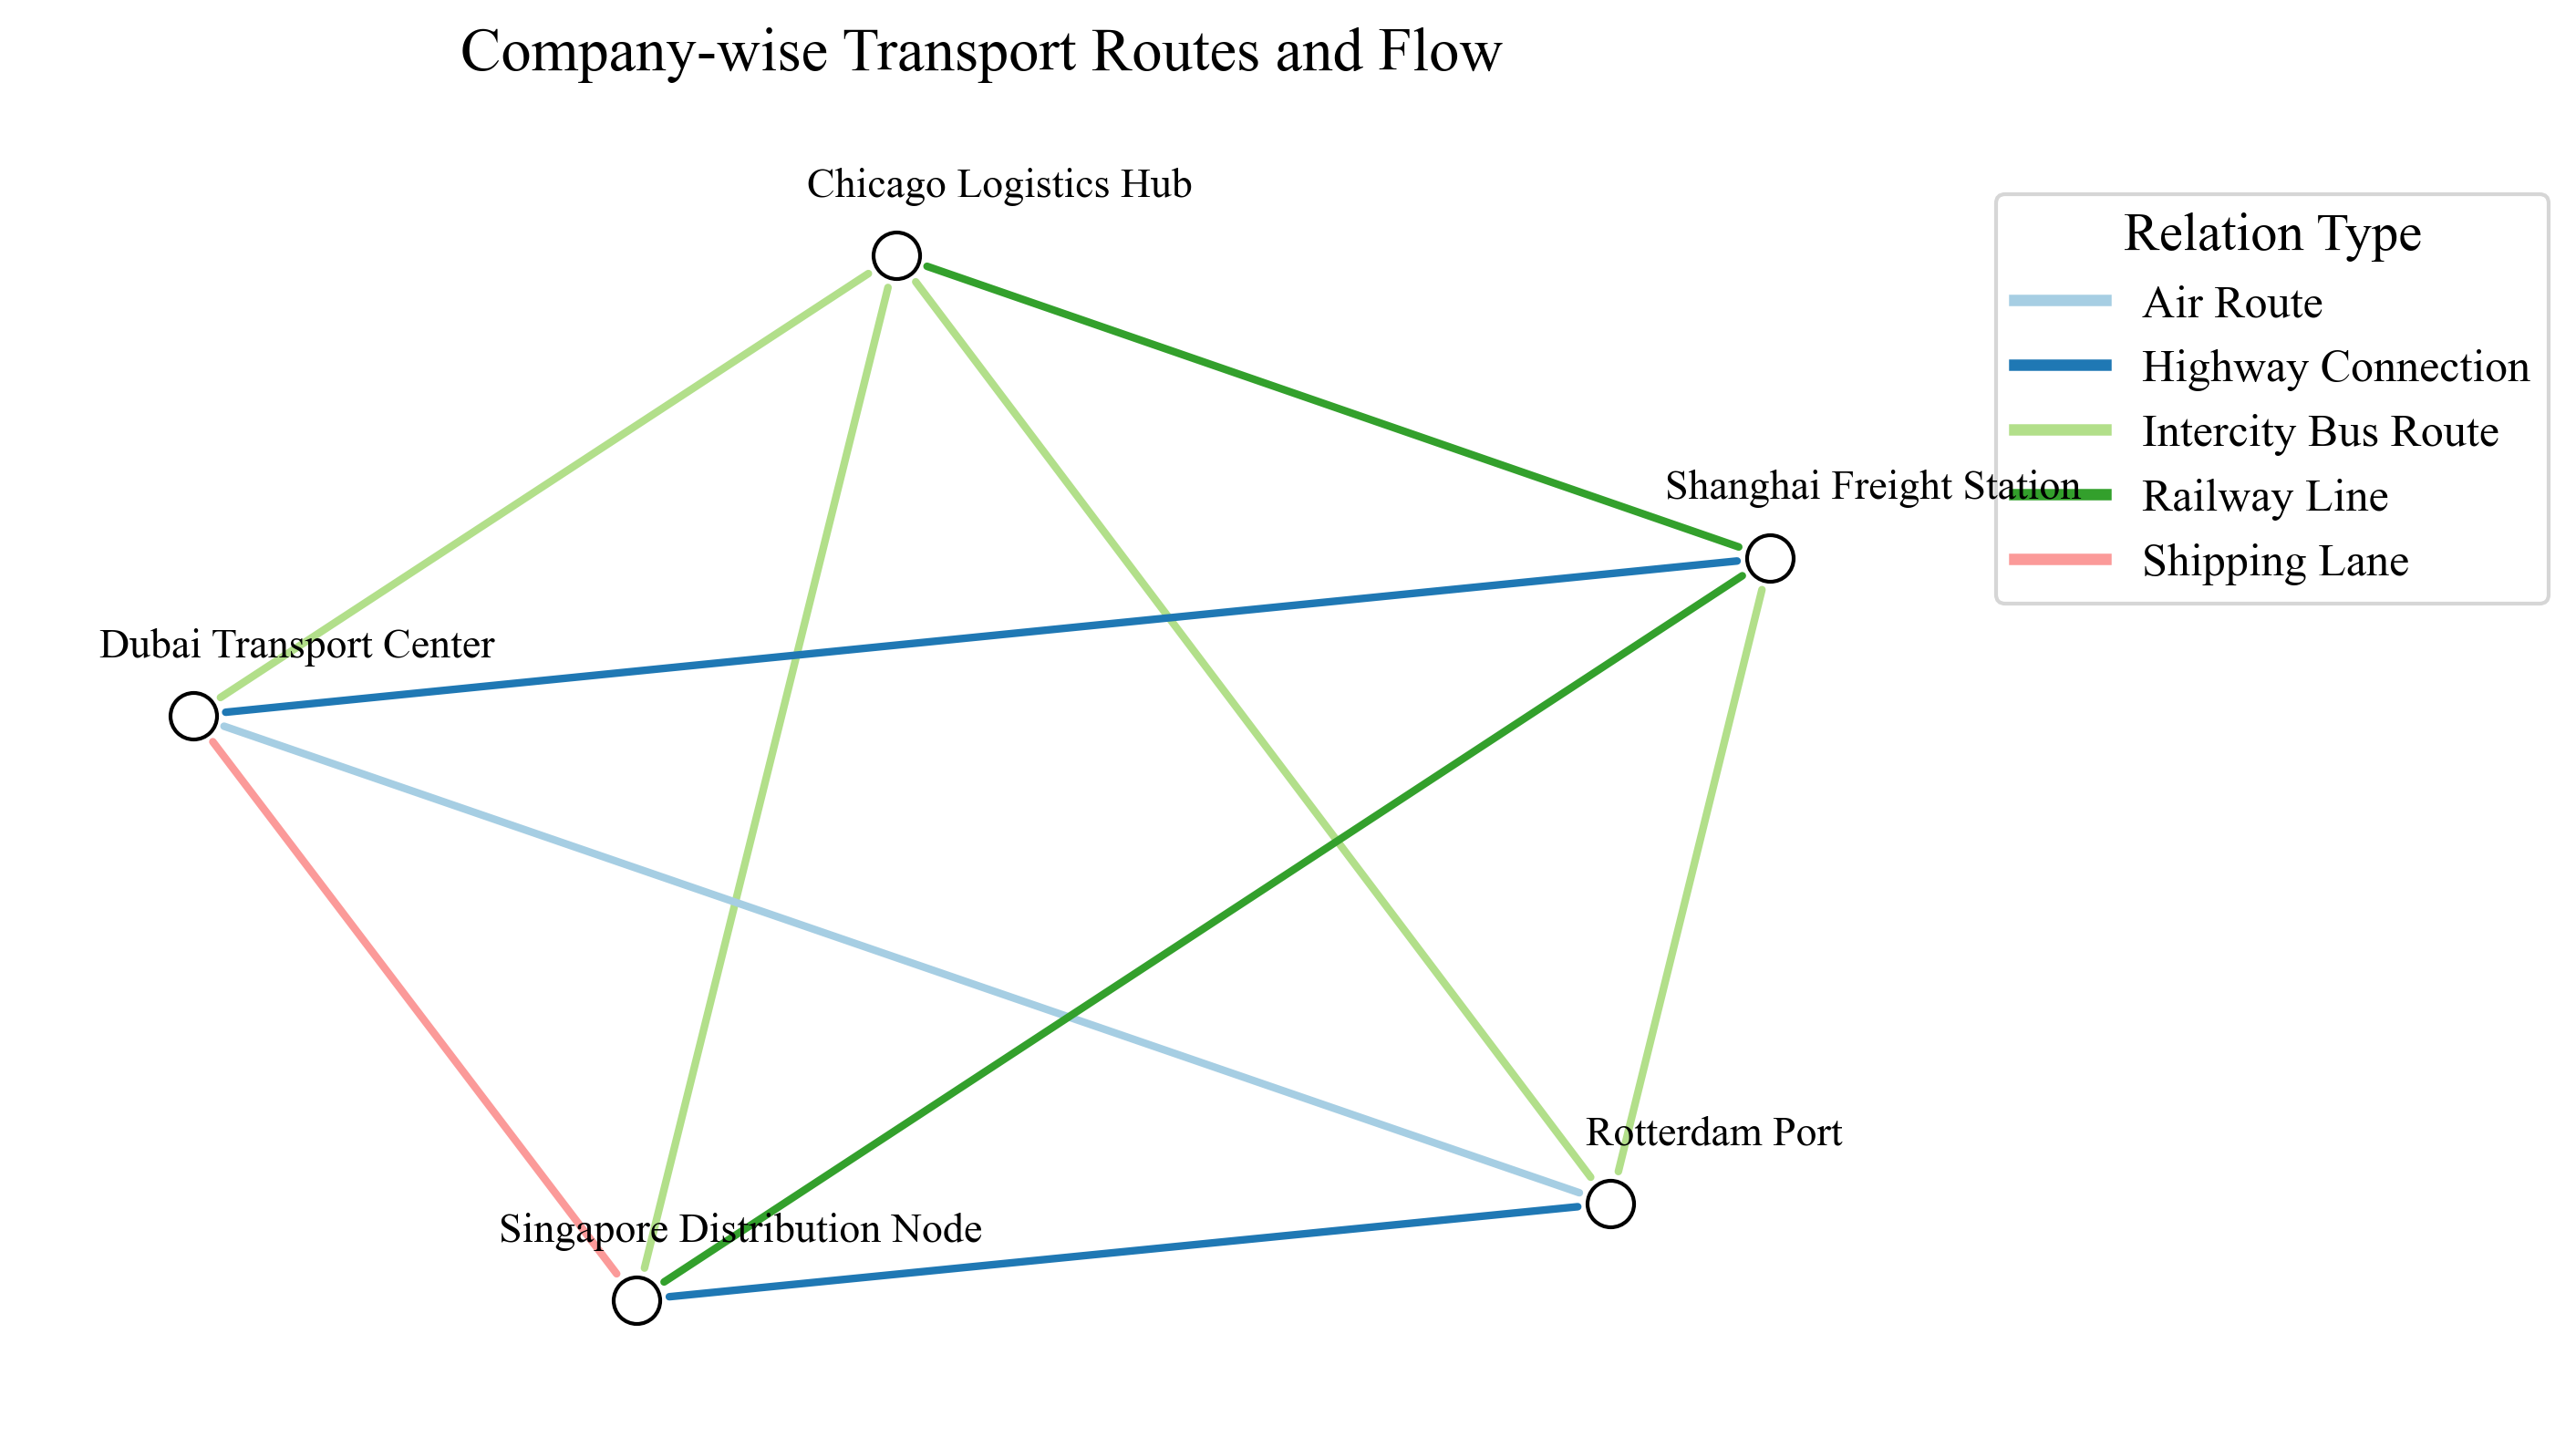 Company-wise Transport Routes and Flow
Chicago Logistics Hub
Shanghai Freight Station
Dubai Transport Center
Rotterdam Port
Singapore Distribution Node
Relation Type
Air Route
Highway Connection
Intercity Bus Route
Railway Line
Shipping Lane